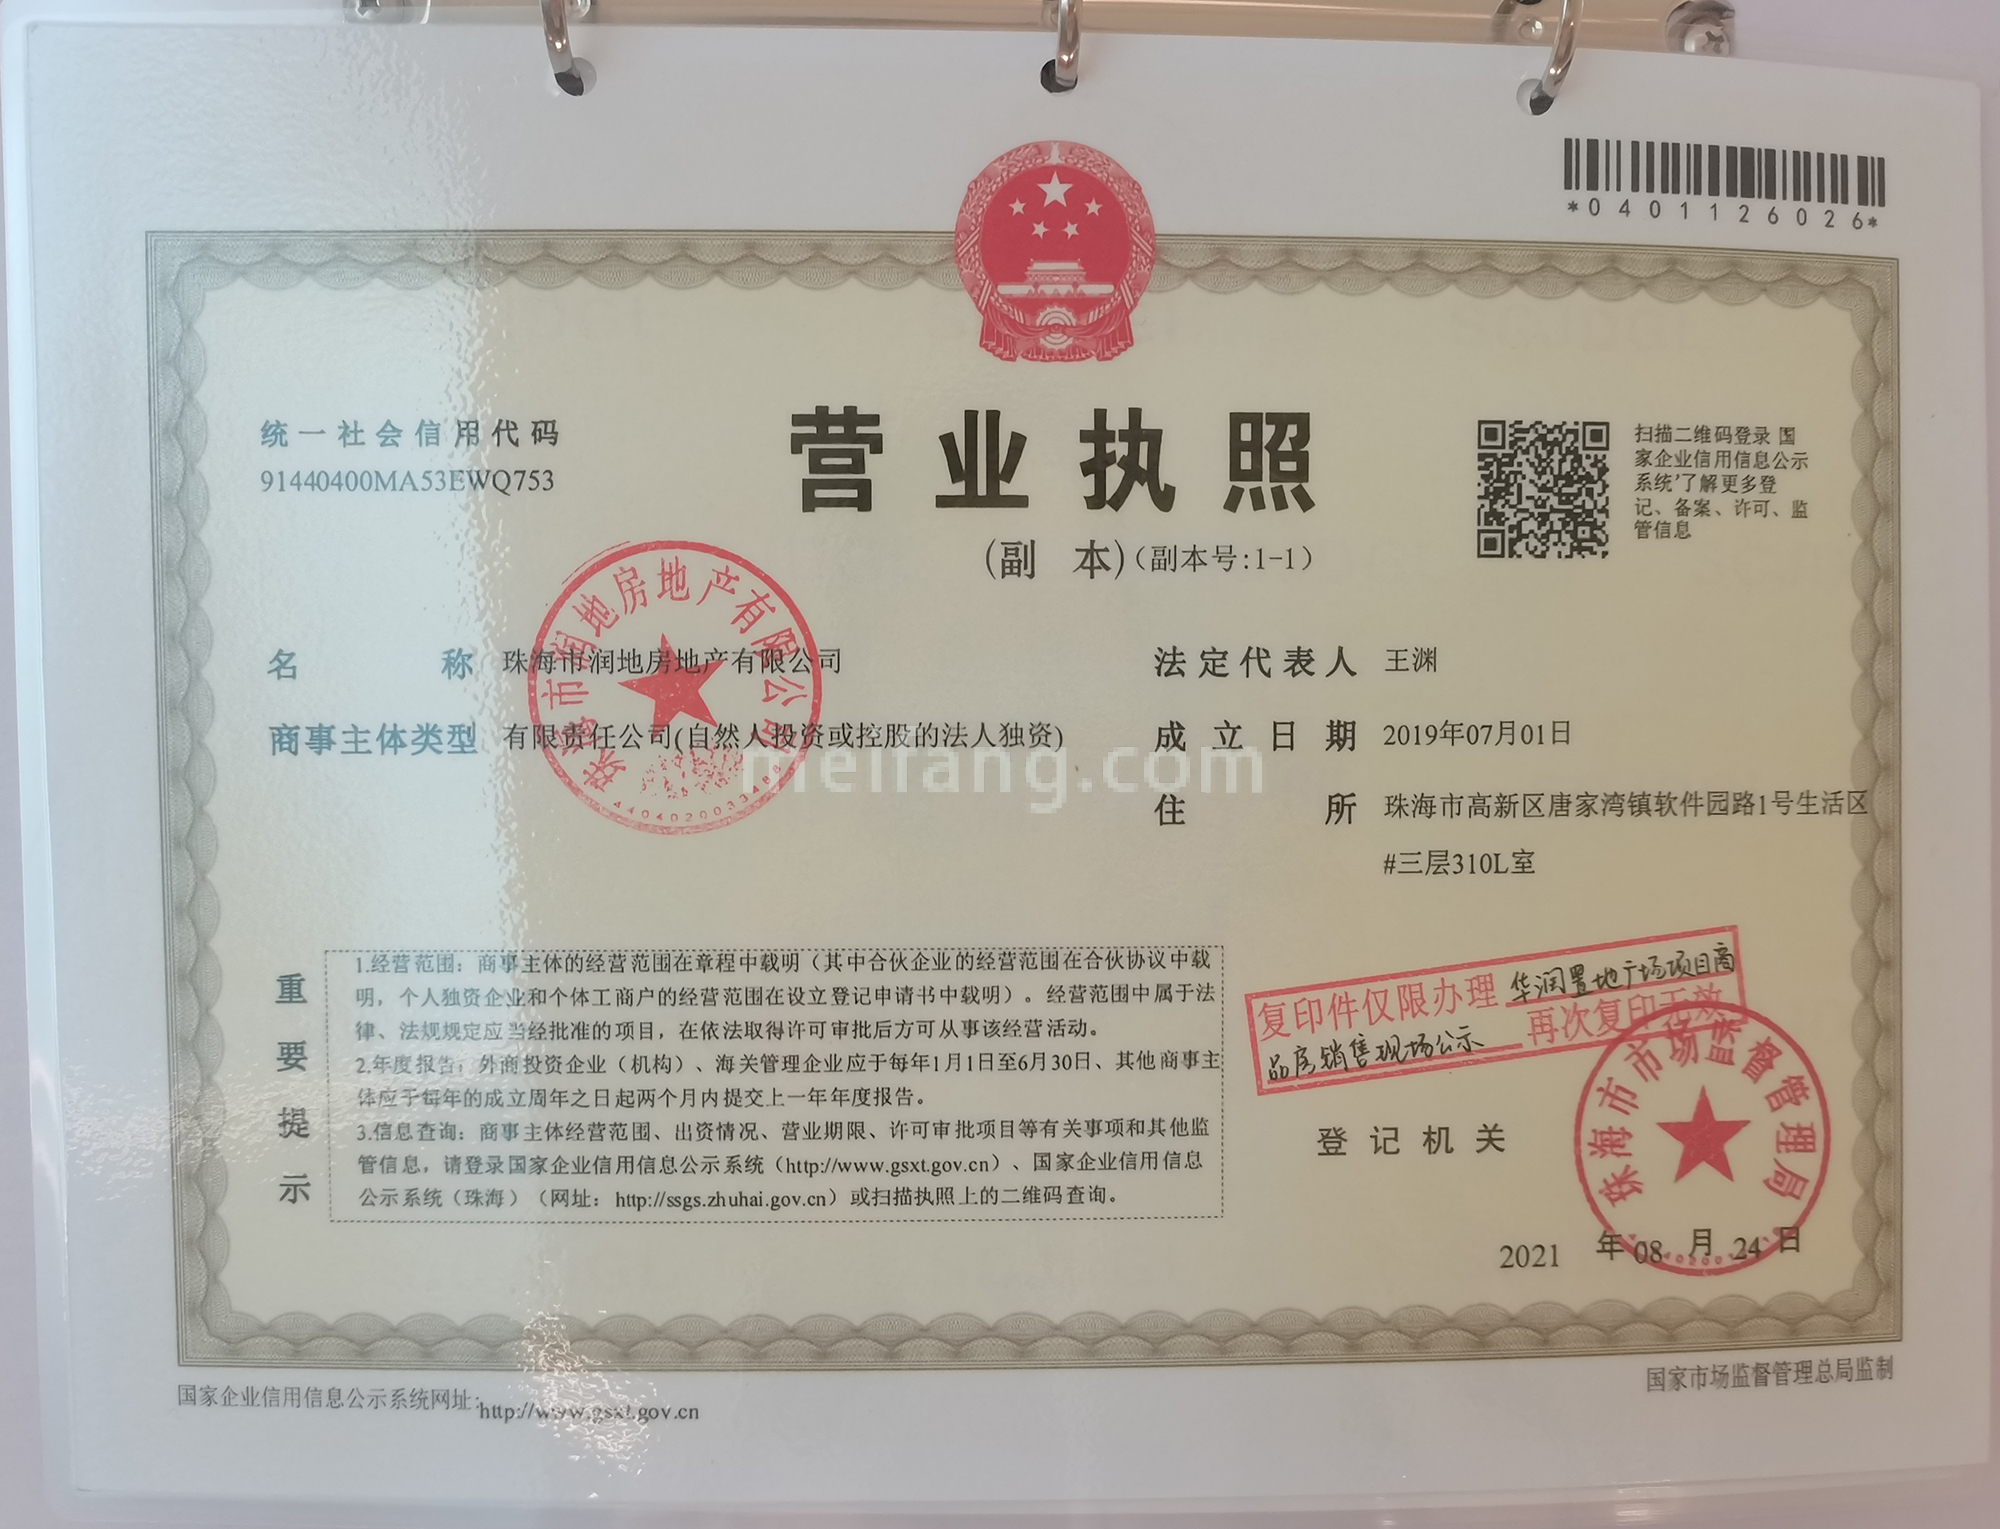 *0401126026*
统一社会信用代码
91440400MA53EWQ753
营业执照
(副 本)(副本号:1-1)
扫描二维码登录 国
家企业信用信息公示
系统’了解更多登
记、备案、许可、监
管信息
名 称 珠海市润地房地产有限公司
商事主体类型 有限责任公司(自然人投资或控股的法人独资)
法定代表人 王渊
成立日期 2019年07月01日
住 所 珠海市高新区唐家湾镇软件园路1号生活区
#三层310L室
珠海市润地房地产有限公司
meifang.com
重要提示
1.经营范围：商事主体的经营范围在章程中载明（其中合伙企业的经营范围在合伙协议中载
明，个人独资企业和个体工商户的经营范围在设立登记申请书中载明）。经营范围中属于法
律、法规规定应当经批准的项目，在依法取得许可审批后方可从事该经营活动。
2.年度报告：外商投资企业（机构）、海关管理企业应于每年1月1日至6月30日、其他商事主
体应于每年的成立周年之日起两个月内提交上一年年度报告。
3.信息查询：商事主体经营范围、出资情况、营业期限、许可审批项目等有关事项和其他监
管信息，请登录国家企业信用信息公示系统（http://www.gsxt.gov.cn）、国家企业信用信息
公示系统（珠海）（网址：http://ssgs.zhuhai.gov.cn）或扫描执照上的二维码查询。
复印件仅限办理 华润置地广场项目商
品房销售现场公示 再次复印无效
登记机关
珠海市市场监督管理局
2021 年 08 月 24 日
国家企业信用信息公示系统网址：http://www.gsxt.gov.cn
国家市场监督管理总局监制